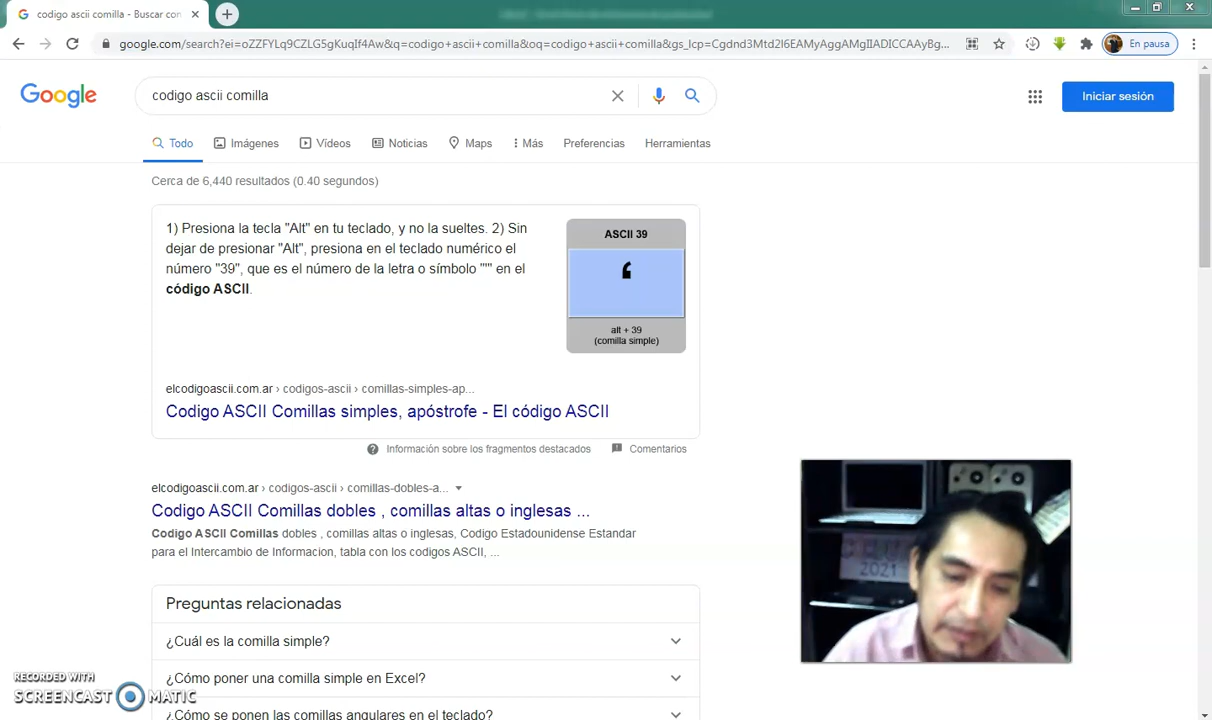 codigo ascii comilla - Buscar con
google.com/search?ei=oZZFYLq9CZLG5gKuqIf4Aw&q=codigo+ascii+comilla&oq=codigo+ascii+comilla&gs_lcp=Cgdnd3Mtd2l6EAMyAggAMgIIADICCAAyBg...
En pausa
Google
codigo ascii comilla
Iniciar sesión
Todo
Imágenes
Vídeos
Noticias
Maps
Más
Preferencias
Herramientas
Cerca de 6,440 resultados (0.40 segundos)
1) Presiona la tecla "Alt" en tu teclado, y no la sueltes. 2) Sin
dejar de presionar "Alt", presiona en el teclado numérico el
número "39", que es el número de la letra o símbolo "'" en el
código ASCII.
ASCII 39
‘
alt + 39
(comilla simple)
elcodigoascii.com.ar › codigos-ascii › comillas-simples-ap...
Codigo ASCII Comillas simples, apóstrofe - El código ASCII
Información sobre los fragmentos destacados
Comentarios
elcodigoascii.com.ar › codigos-ascii › comillas-dobles-a...
Codigo ASCII Comillas dobles , comillas altas o inglesas ...
Codigo ASCII Comillas dobles , comillas altas o inglesas, Codigo Estadounidense Estandar
para el Intercambio de Informacion, tabla con los codigos ASCII, ...
Preguntas relacionadas
¿Cuál es la comilla simple?
¿Cómo poner una comilla simple en Excel?
¿Cómo se ponen las comillas angulares en el teclado?
2021
RECORDED WITH
SCREENCAST MATIC